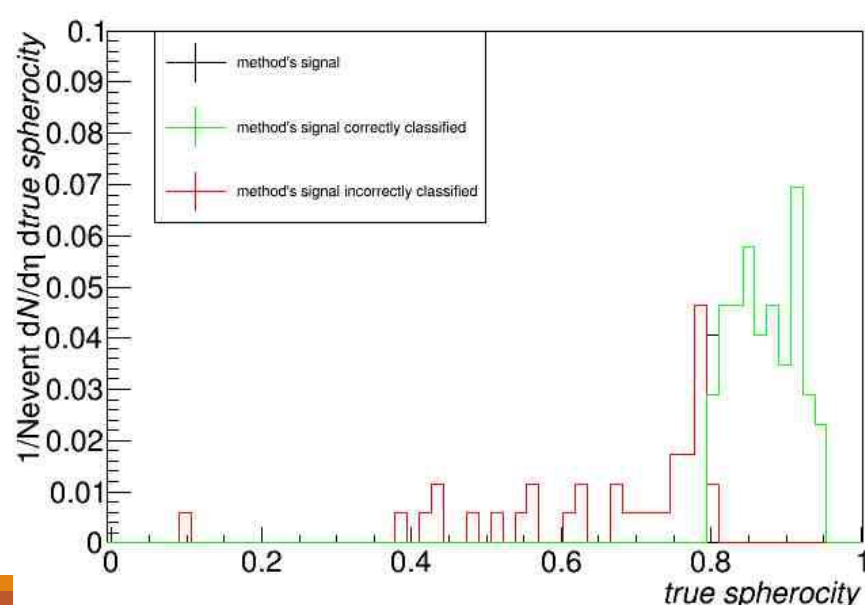 0.1
0.09
0.08
0.07
0.06
0.05
0.04
0.03
0.02
0.01
0
1/Nevent dN/dη dtrue spherocity
method's signal
method's signal correctly classified
method's signal incorrectly classified
0 0.2 0.4 0.6 0.8 1
true spherocity